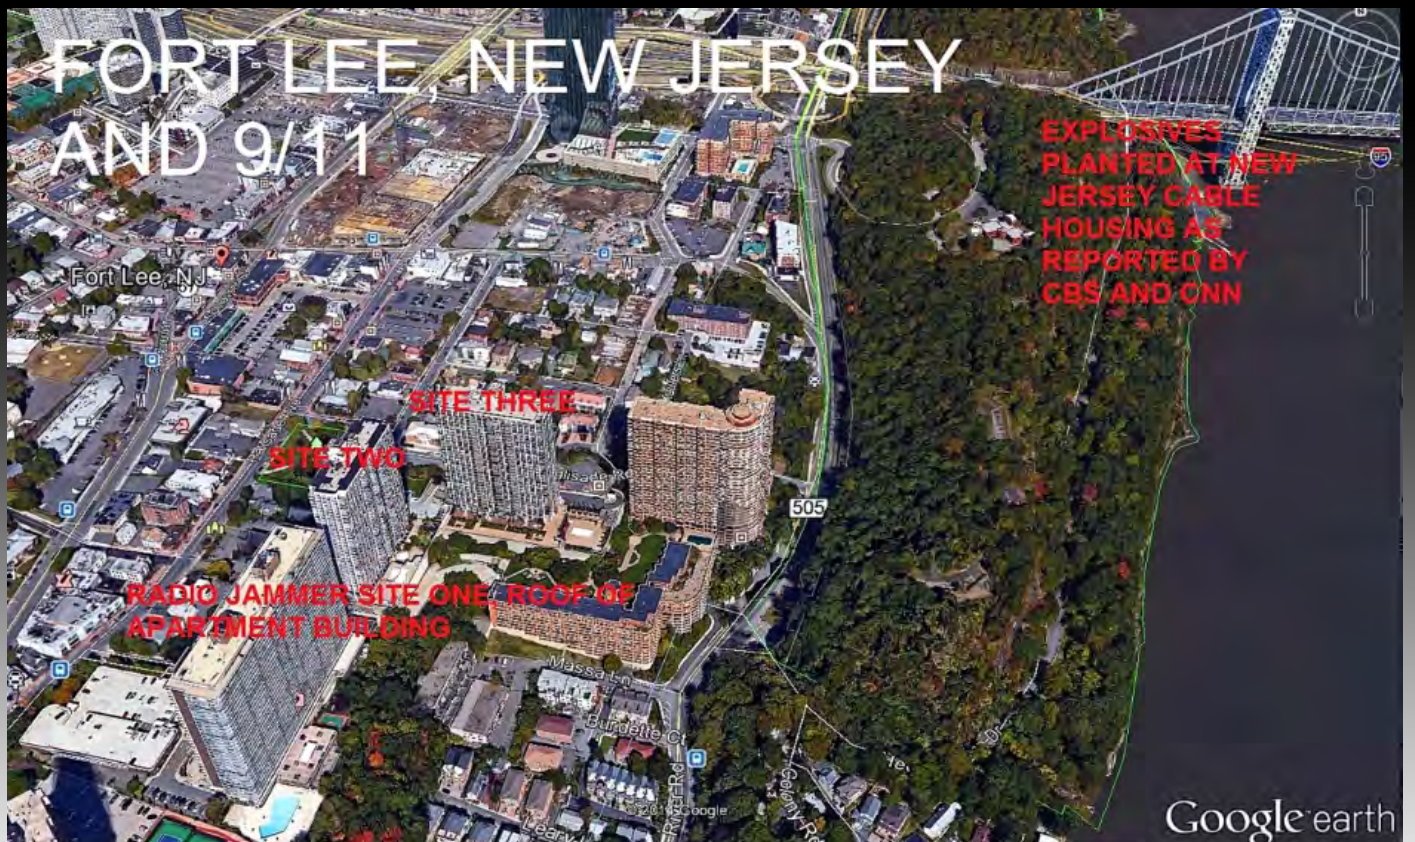 FORT LEE, NEW JERSEY
AND 9/11
EXPLOSIVES
PLANTED AT NEW
JERSEY CABLE
HOUSING AS
REPORTED BY
CBS AND CNN
95
Fort Lee, NJ
SITE THREE
SITE TWO
505
RADIO JAMMER SITE ONE, ROOF OF
APARTMENT BUILDING
Massa Ln
Burdette Ct
Google
Google earth